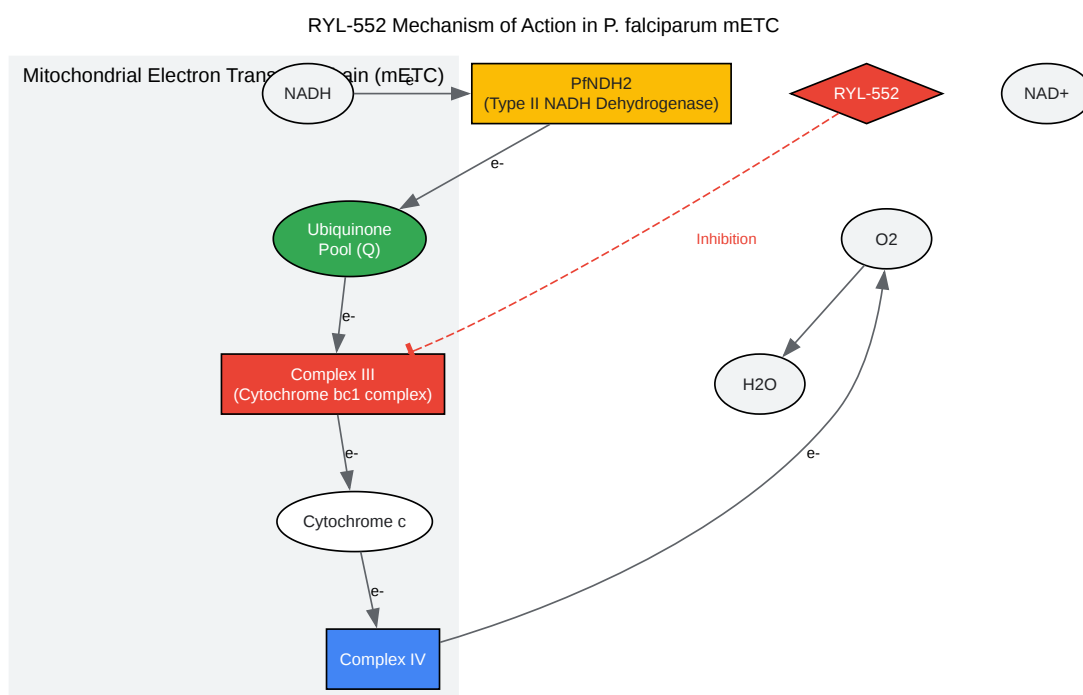 RYL-552 Mechanism of Action in P. falciparum mETC
Mitochondrial Electron Trans ain (mETC)
NADH
e-
PfNDH2
(Type II NADH Dehydrogenase)
RYL-552
NAD+
e-
Ubiquinone
Pool (Q)
Inhibition
O2
e-
Complex III
(Cytochrome bc1 complex)
H2O
e-
e-
Cytochrome c
e-
Complex IV